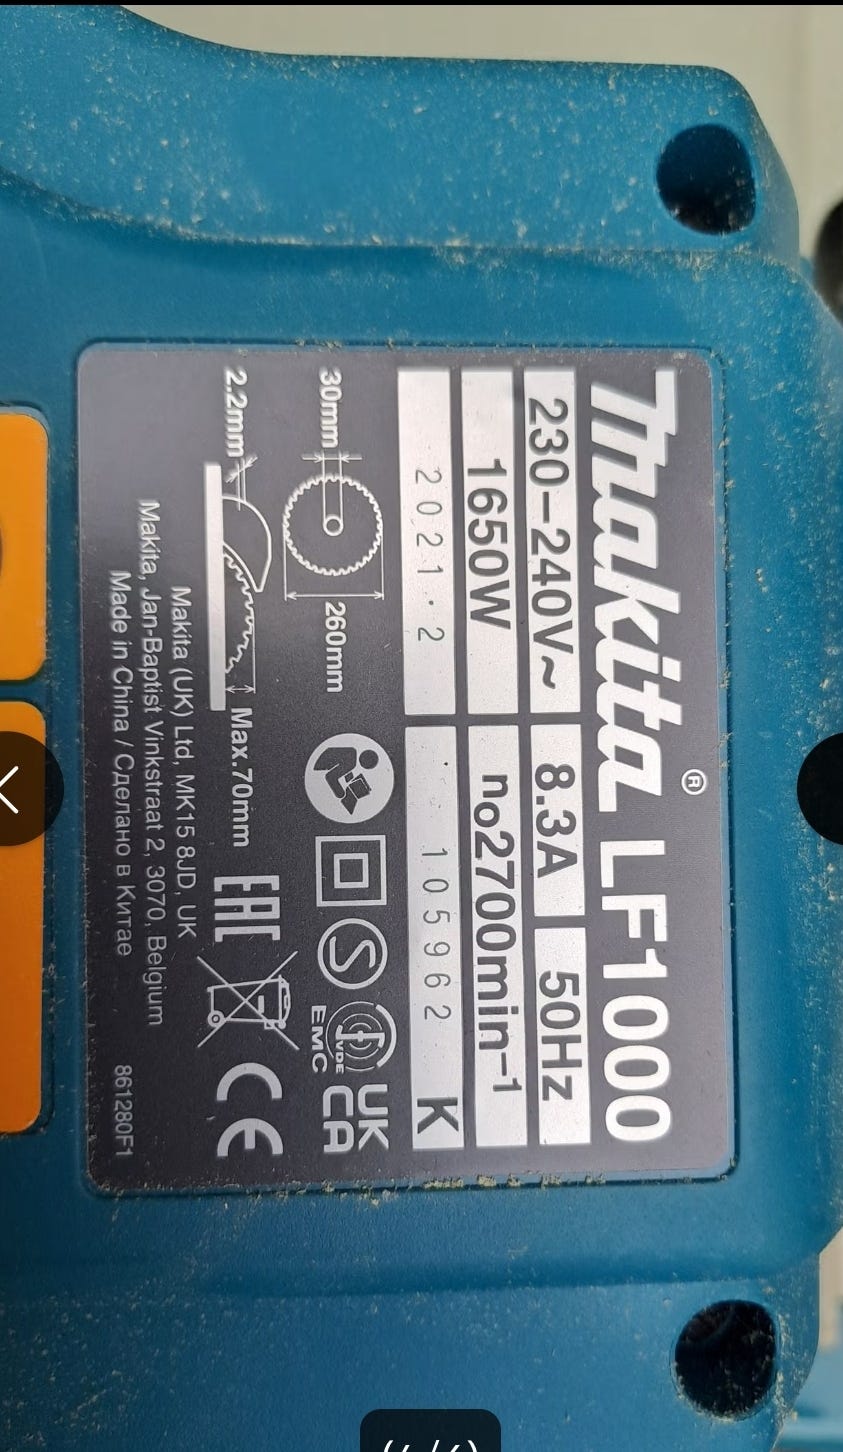 makita® LF1000
230-240V~ 8.3A 50Hz
1650W n₀2700min⁻¹
2021.2 105962 K
30mm
260mm
2.2mm
Max.70mm
VDE
EMC
UK
CA
EAC
CE
Makita (UK) Ltd, MK15 8JD, UK
Makita, Jan-Baptist Vinkstraat 2, 3070, Belgium
Made in China / Сделано в Китае
861280F1